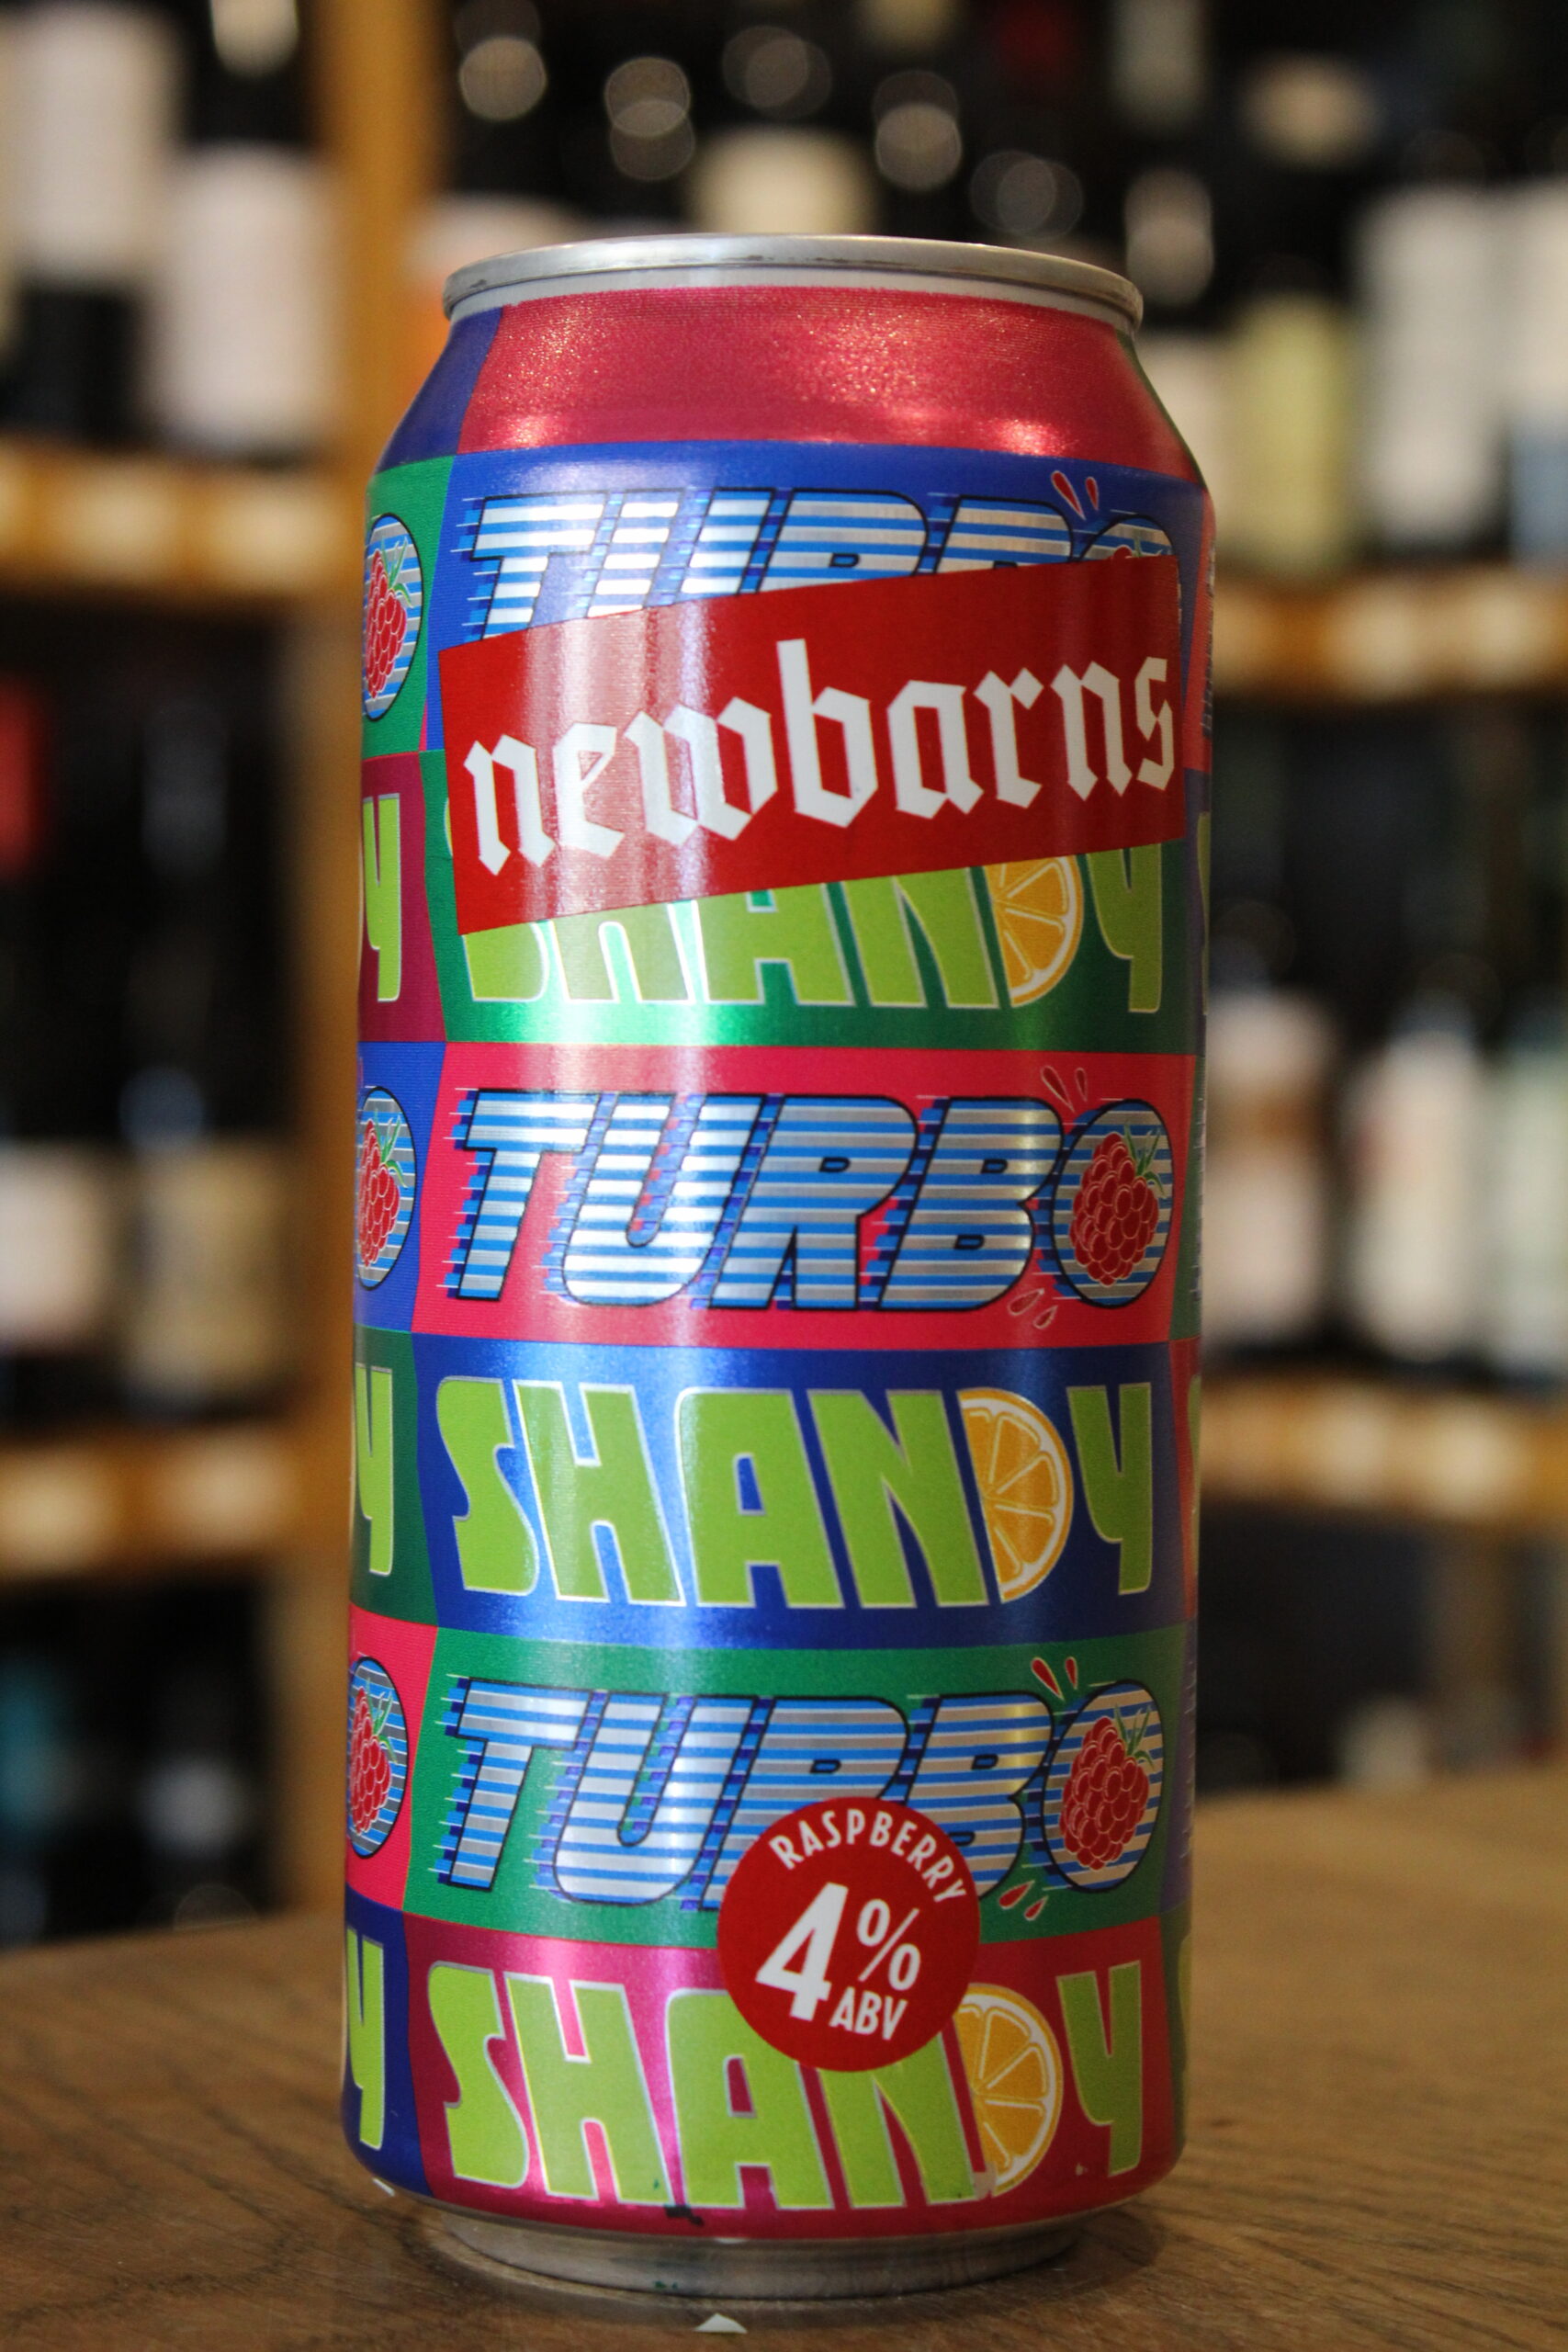 TURBO
newbarns
SHANDY
TURBO
SHANDY
TURBO
RASPBERRY
4%
ABV
SHANDY